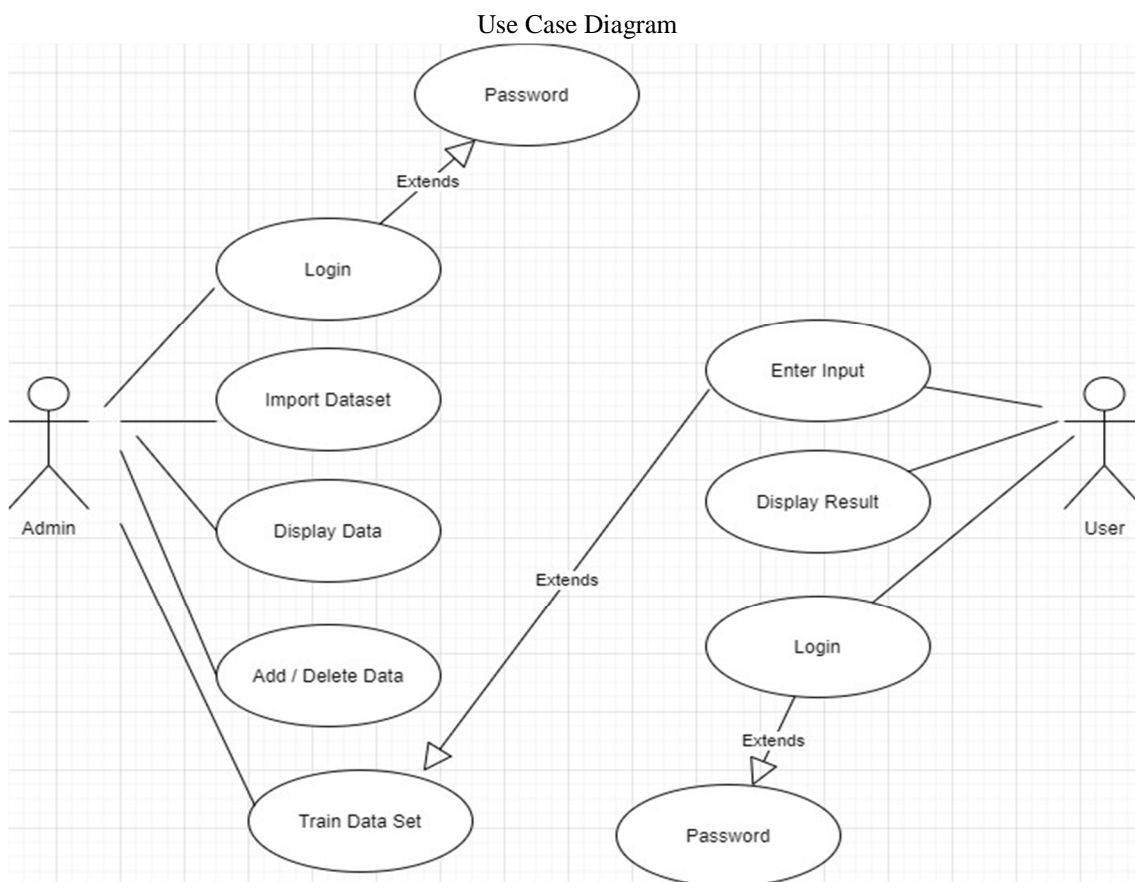 Use Case Diagram
Password
Extends
Login
Import Dataset
Enter Input
Admin
Display Data
Display Result
User
Extends
Add / Delete Data
Login
Extends
Train Data Set
Password